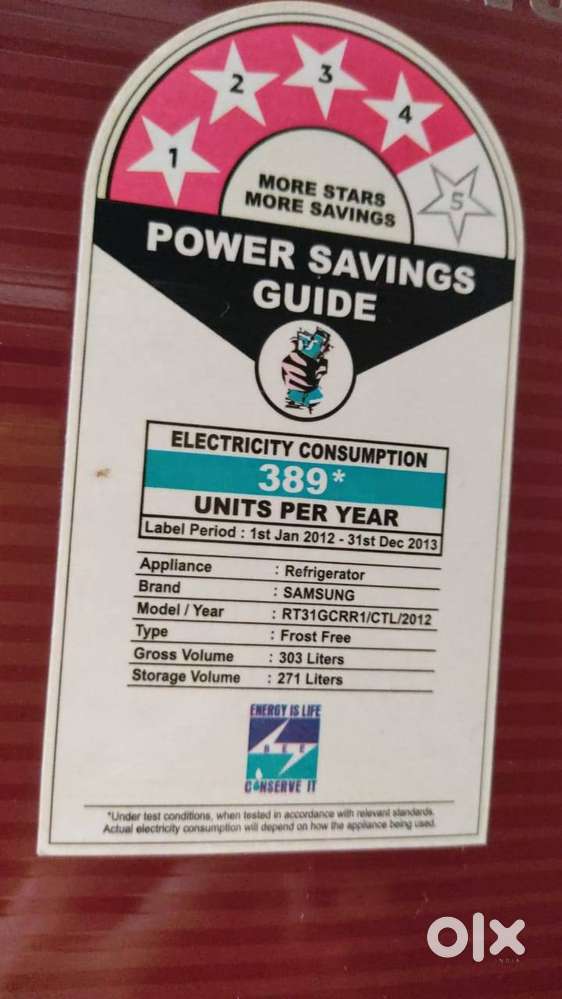 1 2 3 4 5
MORE STARS
MORE SAVINGS
POWER SAVINGS
GUIDE
ELECTRICITY CONSUMPTION
389*
UNITS PER YEAR
Label Period : 1st Jan 2012 - 31st Dec 2013
Appliance : Refrigerator
Brand : SAMSUNG
Model / Year : RT31GCRR1/CTL/2012
Type : Frost Free
Gross Volume : 303 Liters
Storage Volume : 271 Liters
ENERGY IS LIFE
BEE
CONSERVE IT
*Under test conditions, when tested in accordance with relevant standards.
Actual electricity consumption will depend on how the appliance being used.
olx
INDIA